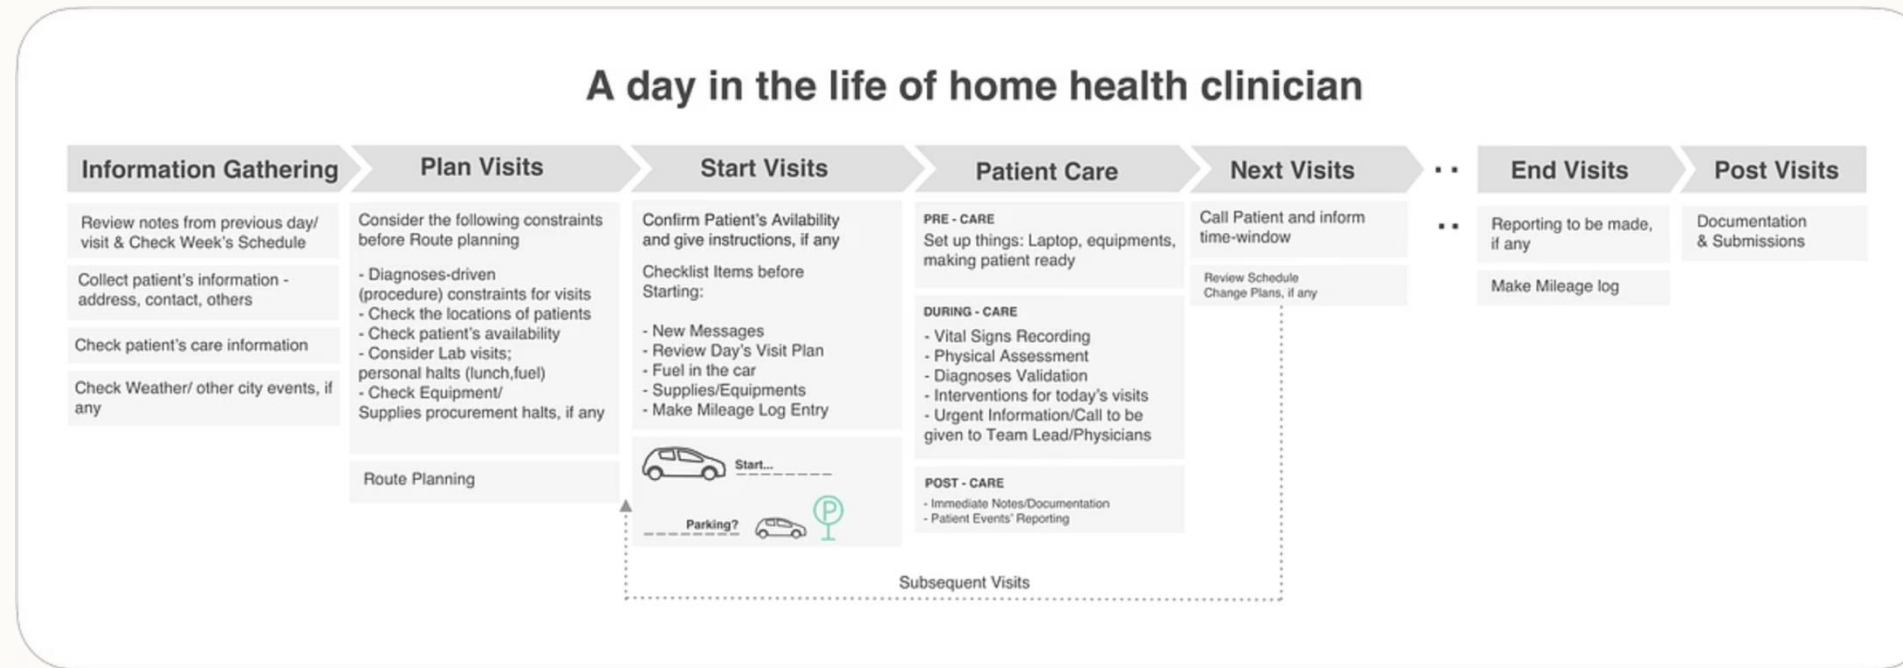 A day in the life of home health clinician
Information Gathering
Review notes from previous day/
visit & Check Week's Schedule
Collect patient's information -
address, contact, others
Check patient's care information
Check Weather/ other city events, if
any
Plan Visits
Consider the following constraints
before Route planning
- Diagnoses-driven
(procedure) constraints for visits
- Check the locations of patients
- Check patient's availability
- Consider Lab visits;
personal halts (lunch,fuel)
- Check Equipment/
Supplies procurement halts, if any
Route Planning
Start Visits
Confirm Patient's Avilability
and give instructions, if any
Checklist Items before
Starting:
- New Messages
- Review Day's Visit Plan
- Fuel in the car
- Supplies/Equipments
- Make Mileage Log Entry
Start...
Parking?
P
Patient Care
PRE - CARE
Set up things: Laptop, equipments,
making patient ready
DURING - CARE
- Vital Signs Recording
- Physical Assessment
- Diagnoses Validation
- Interventions for today's visits
- Urgent Information/Call to be
given to Team Lead/Physicians
POST - CARE
- Immediate Notes/Documentation
- Patient Events' Reporting
Next Visits
Call Patient and inform
time-window
Review Schedule
Change Plans, if any
Subsequent Visits
End Visits
Reporting to be made,
if any
Make Mileage log
Post Visits
Documentation
& Submissions